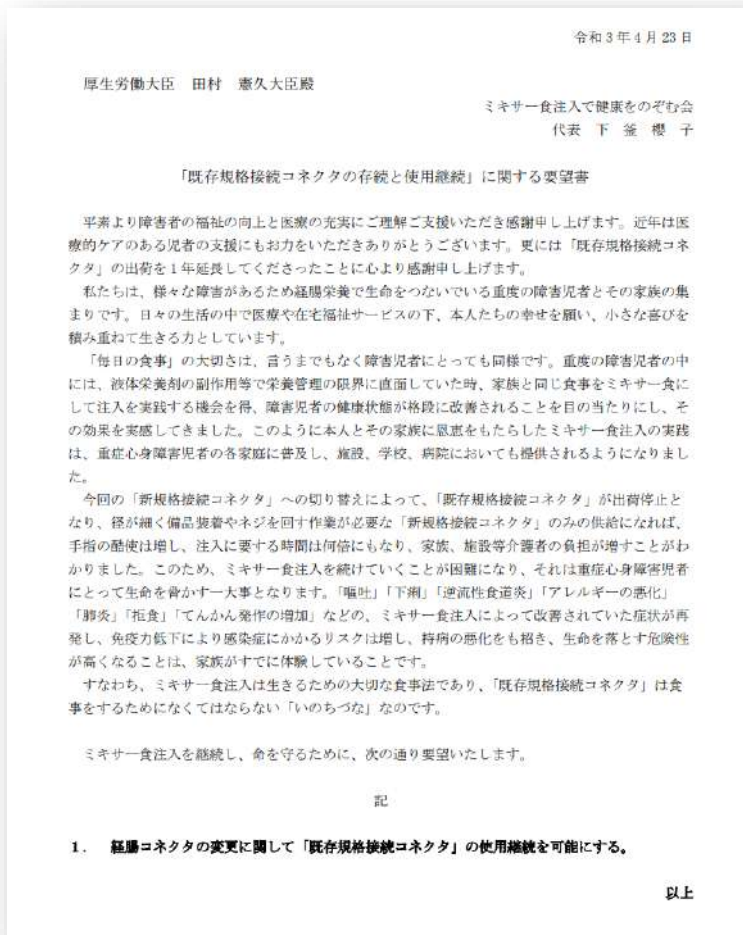 令和3年4月23日
厚生労働大臣　田村　憲久大臣殿
ミキサー食注入で健康をのぞむ会
代表　下　釜　櫻　子
「既存規格接続コネクタの存続と使用継続」に関する要望書
平素より障害者の福祉の向上と医療の充実にご理解ご支援いただき感謝申し上げます。近年は医
療的ケアのある児者の支援にもお力をいただきありがとうございます。更には「既存規格接続コネ
クタ」の出荷を1年延長してくださったことに心より感謝申し上げます。
私たちは、様々な障害があるため経腸栄養で生命をつないでいる重度の障害児者とその家族の集
まりです。日々の生活の中で医療や在宅福祉サービスの下、本人たちの幸せを願い、小さな喜びを
積み重ねて生きる力としています。
「毎日の食事」の大切さは、言うまでもなく障害児者にとっても同様です。重度の障害児者の中
には、液体栄養剤の副作用等で栄養管理の限界に直面していた時、家族と同じ食事をミキサー食に
して注入を実践する機会を得、障害児者の健康状態が格段に改善されることを目の当たりにし、そ
の効果を実感してきました。このように本人とその家族に恩恵をもたらしたミキサー食注入の実践
は、重症心身障害児者の各家庭に普及し、施設、学校、病院においても提供されるようになりまし
た。
今回の「新規格接続コネクタ」への切り替えによって、「既存規格接続コネクタ」が出荷停止と
なり、径が細く備品装着やネジを回す作業が必要な「新規格接続コネクタ」のみの供給になれば、
手指の酷使は増し、注入に要する時間は何倍にもなり、家族、施設等介護者の負担が増すことがわ
かりました。このため、ミキサー食注入を続けていくことが困難になり、それは重症心身障害児者
にとって生命を脅かす一大事となります。「嘔吐」「下痢」「逆流性食道炎」「アレルギーの悪化」
「肺炎」「拒食」「てんかん発作の増加」などの、ミキサー食注入によって改善されていた症状が再
発し、免疫力低下により感染症にかかるリスクは増し、持病の悪化をも招き、生命を落とす危険性
が高くなることは、家族がすでに体験していることです。
すなわち、ミキサー食注入は生きるための大切な食事法であり、「既存規格接続コネクタ」は食
事をするためになくてはならない「いのちづな」なのです。
ミキサー食注入を継続し、命を守るために、次の通り要望いたします。
記
1.　経腸コネクタの変更に関して「既存規格接続コネクタ」の使用継続を可能にする。
以上